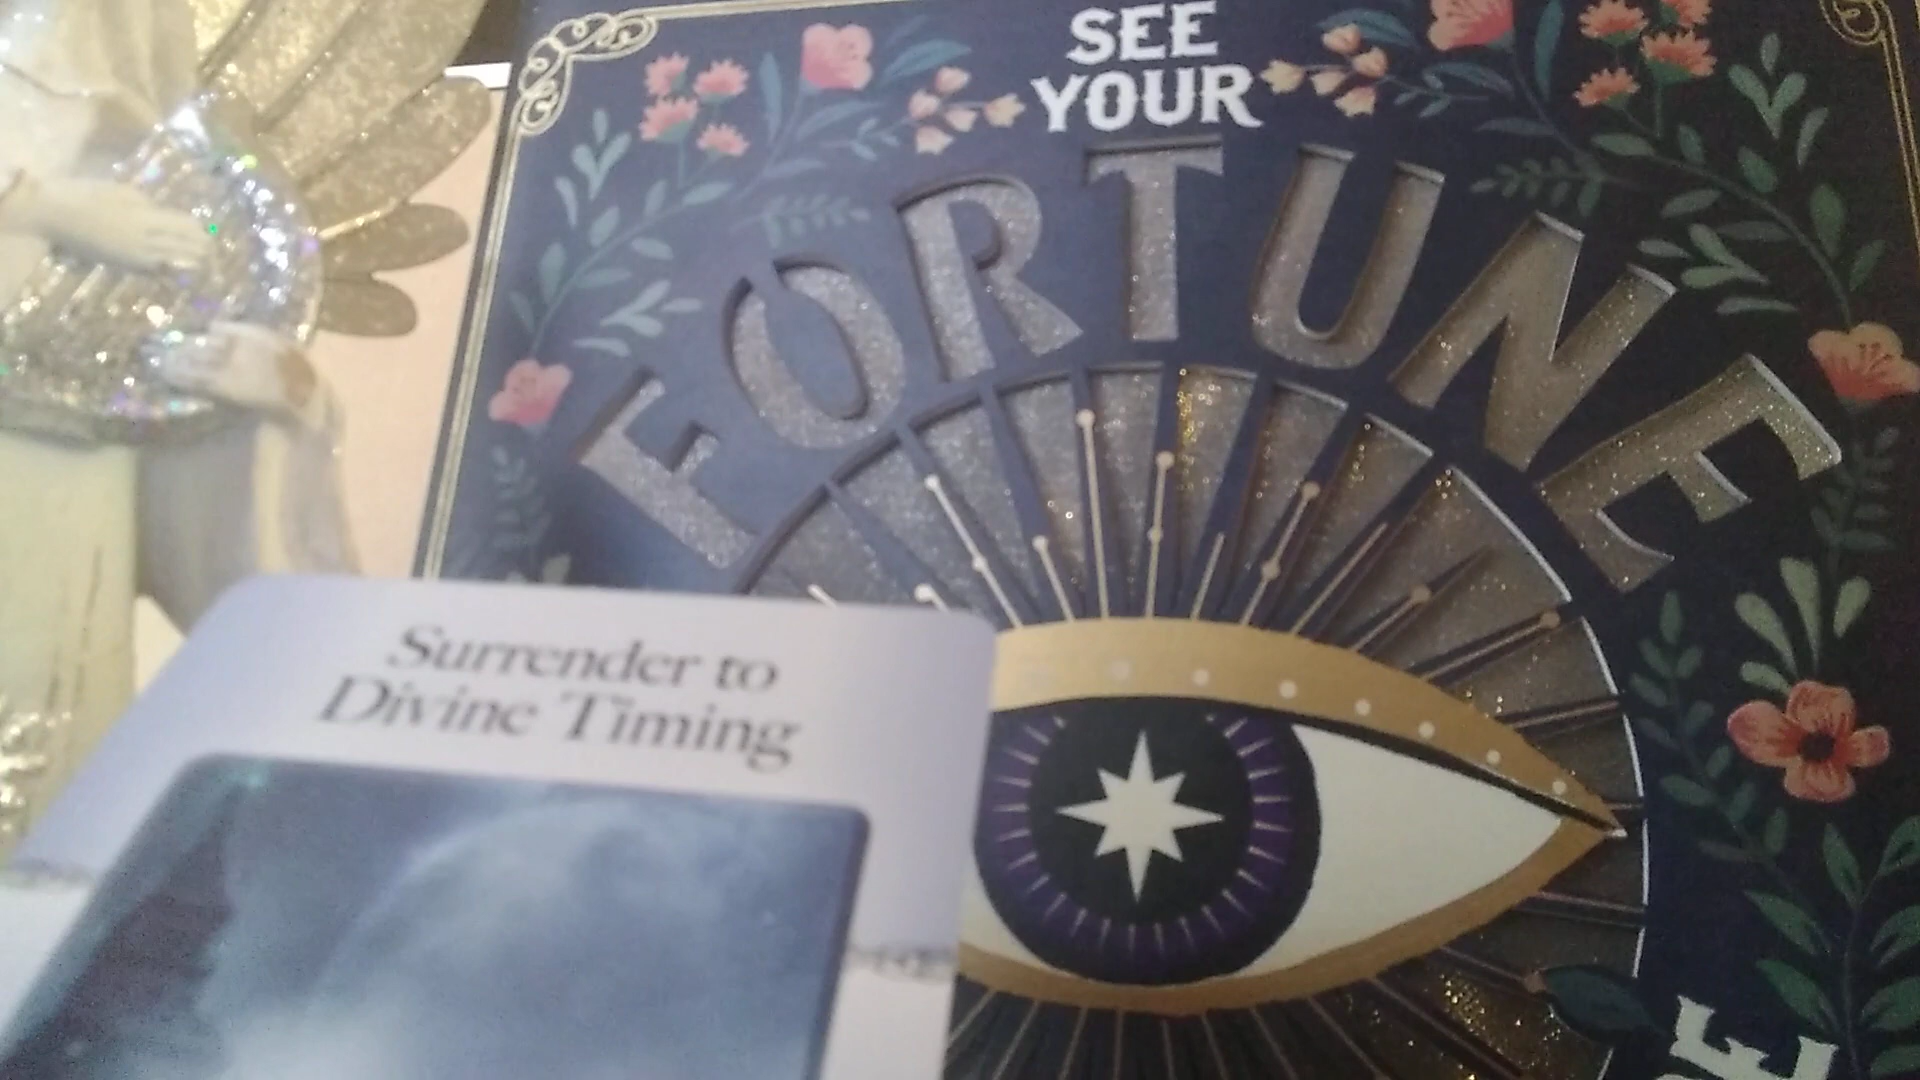 SEE
YOUR
FORTUNE
Surrender to
Divine Timing